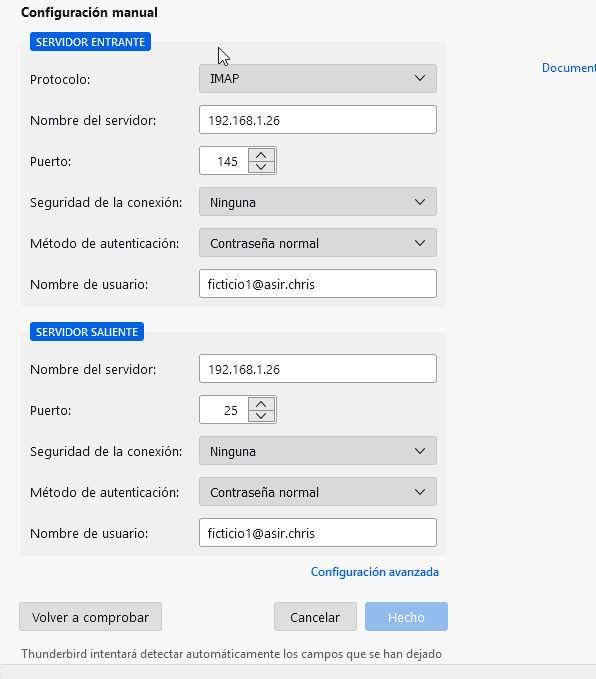 Configuración manual
SERVIDOR ENTRANTE
Protocolo: IMAP
Document
Nombre del servidor: 192.168.1.26
Puerto: 145
Seguridad de la conexión: Ninguna
Método de autenticación: Contraseña normal
Nombre de usuario: ficticio1@asir.chris
SERVIDOR SALIENTE
Nombre del servidor: 192.168.1.26
Puerto: 25
Seguridad de la conexión: Ninguna
Método de autenticación: Contraseña normal
Nombre de usuario: ficticio1@asir.chris
Configuración avanzada
Volver a comprobar Cancelar Hecho
Thunderbird intentará detectar automáticamente los campos que se han dejado